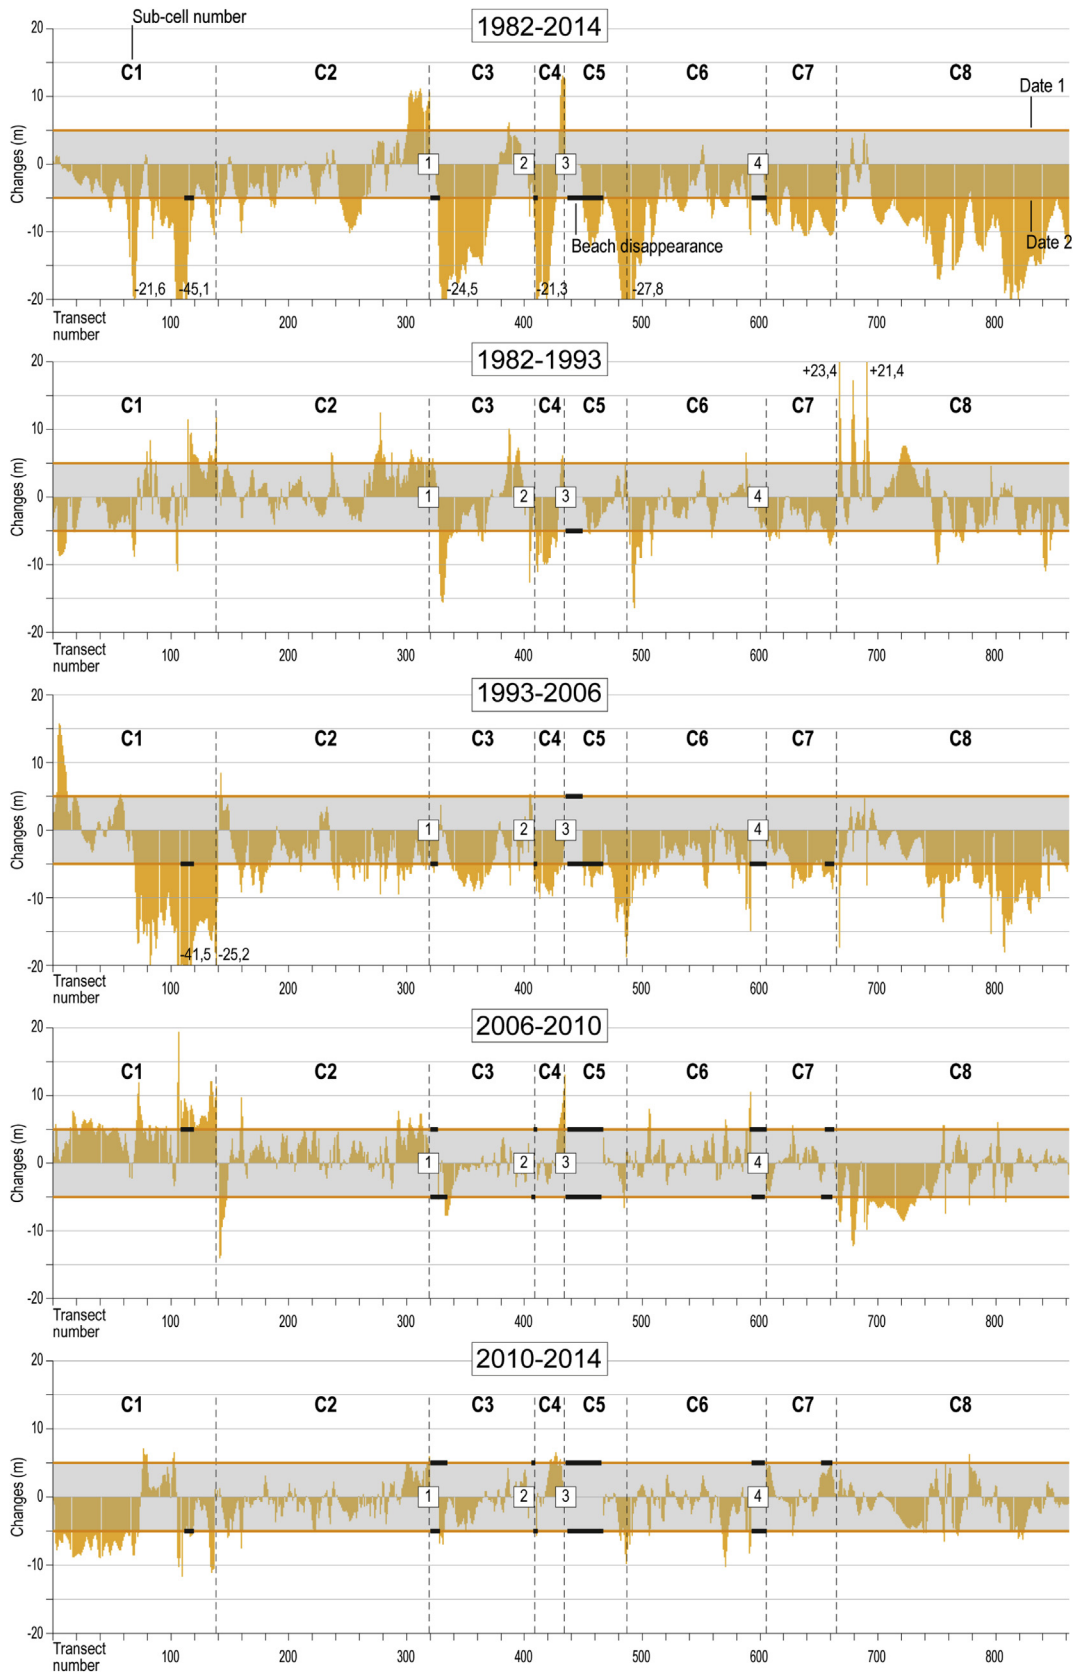 Sub-cell number
1982-2014
20
C1 C2 C3 C4 C5 C6 C7 C8
Date 1
10
Changes (m)
0
1 2 3 4
-10
Beach disappearance
Date 2
-21,6 -45,1 -24,5 -21,3 -27,8
-20
Transect number
100 200 300 400 500 600 700 800
1982-1993
20
+23,4 +21,4
C1 C2 C3 C4 C5 C6 C7 C8
10
Changes (m)
0
1 2 3 4
-10
-20
Transect number
100 200 300 400 500 600 700 800
1993-2006
20
C1 C2 C3 C4 C5 C6 C7 C8
10
Changes (m)
0
1 2 3 4
-10
-41,5 -25,2
-20
Transect number
100 200 300 400 500 600 700 800
2006-2010
20
C1 C2 C3 C4 C5 C6 C7 C8
10
Changes (m)
0
1 2 3 4
-10
-20
Transect number
100 200 300 400 500 600 700 800
2010-2014
20
C1 C2 C3 C4 C5 C6 C7 C8
10
Changes (m)
0
1 2 3 4
-10
-20
Transect number
100 200 300 400 500 600 700 800